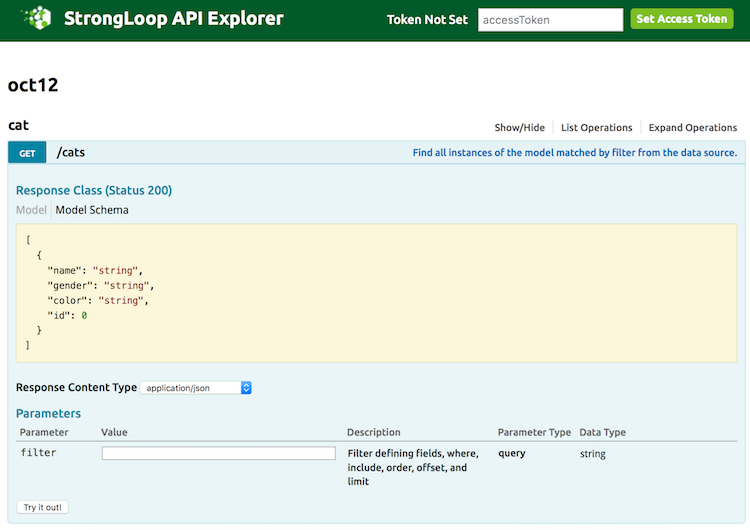 StrongLoop API Explorer Token Not Set accessToken Set Access Token
oct12
cat Show/Hide List Operations Expand Operations
GET /cats Find all instances of the model matched by filter from the data source.
Response Class (Status 200)
Model Model Schema
[
{
"name": "string",
"gender": "string",
"color": "string",
"id": 0
}
]
Response Content Type application/json
Parameters
Parameter Value Description Parameter Type Data Type
filter Filter defining fields, where, query string
include, order, offset, and
limit
Try it out!